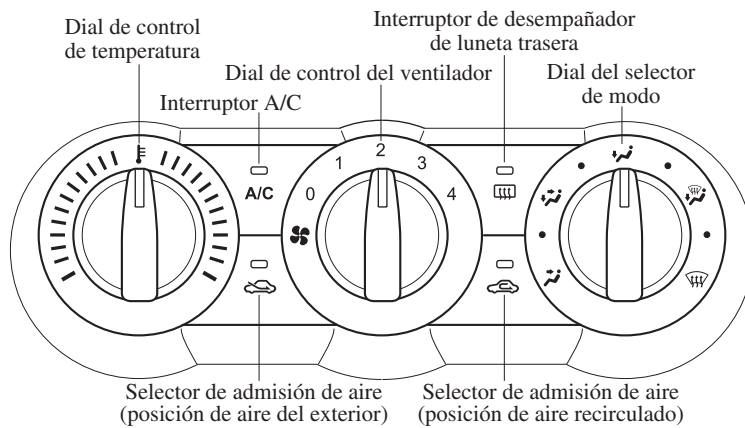 Dial de control
de temperatura
Interruptor de desempañador
de luneta trasera
Dial de control del ventilador
Dial del selector
de modo
Interruptor A/C
A/C
0
1
2
3
4
Selector de admisión de aire
(posición de aire del exterior)
Selector de admisión de aire
(posición de aire recirculado)